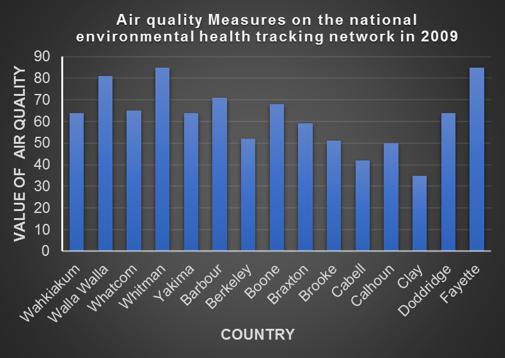 Air quality Measures on the national
environmental health tracking network in 2009
VALUE OF AIR QUALITY
90
80
70
60
50
40
30
20
10
0
Wahkiakum
Walla Walla
Whatcom
Whitman
Yakima
Barbour
Berkeley
Boone
Braxton
Brooke
Cabell
Calhoun
Clay
Doddridge
Fayette
COUNTRY